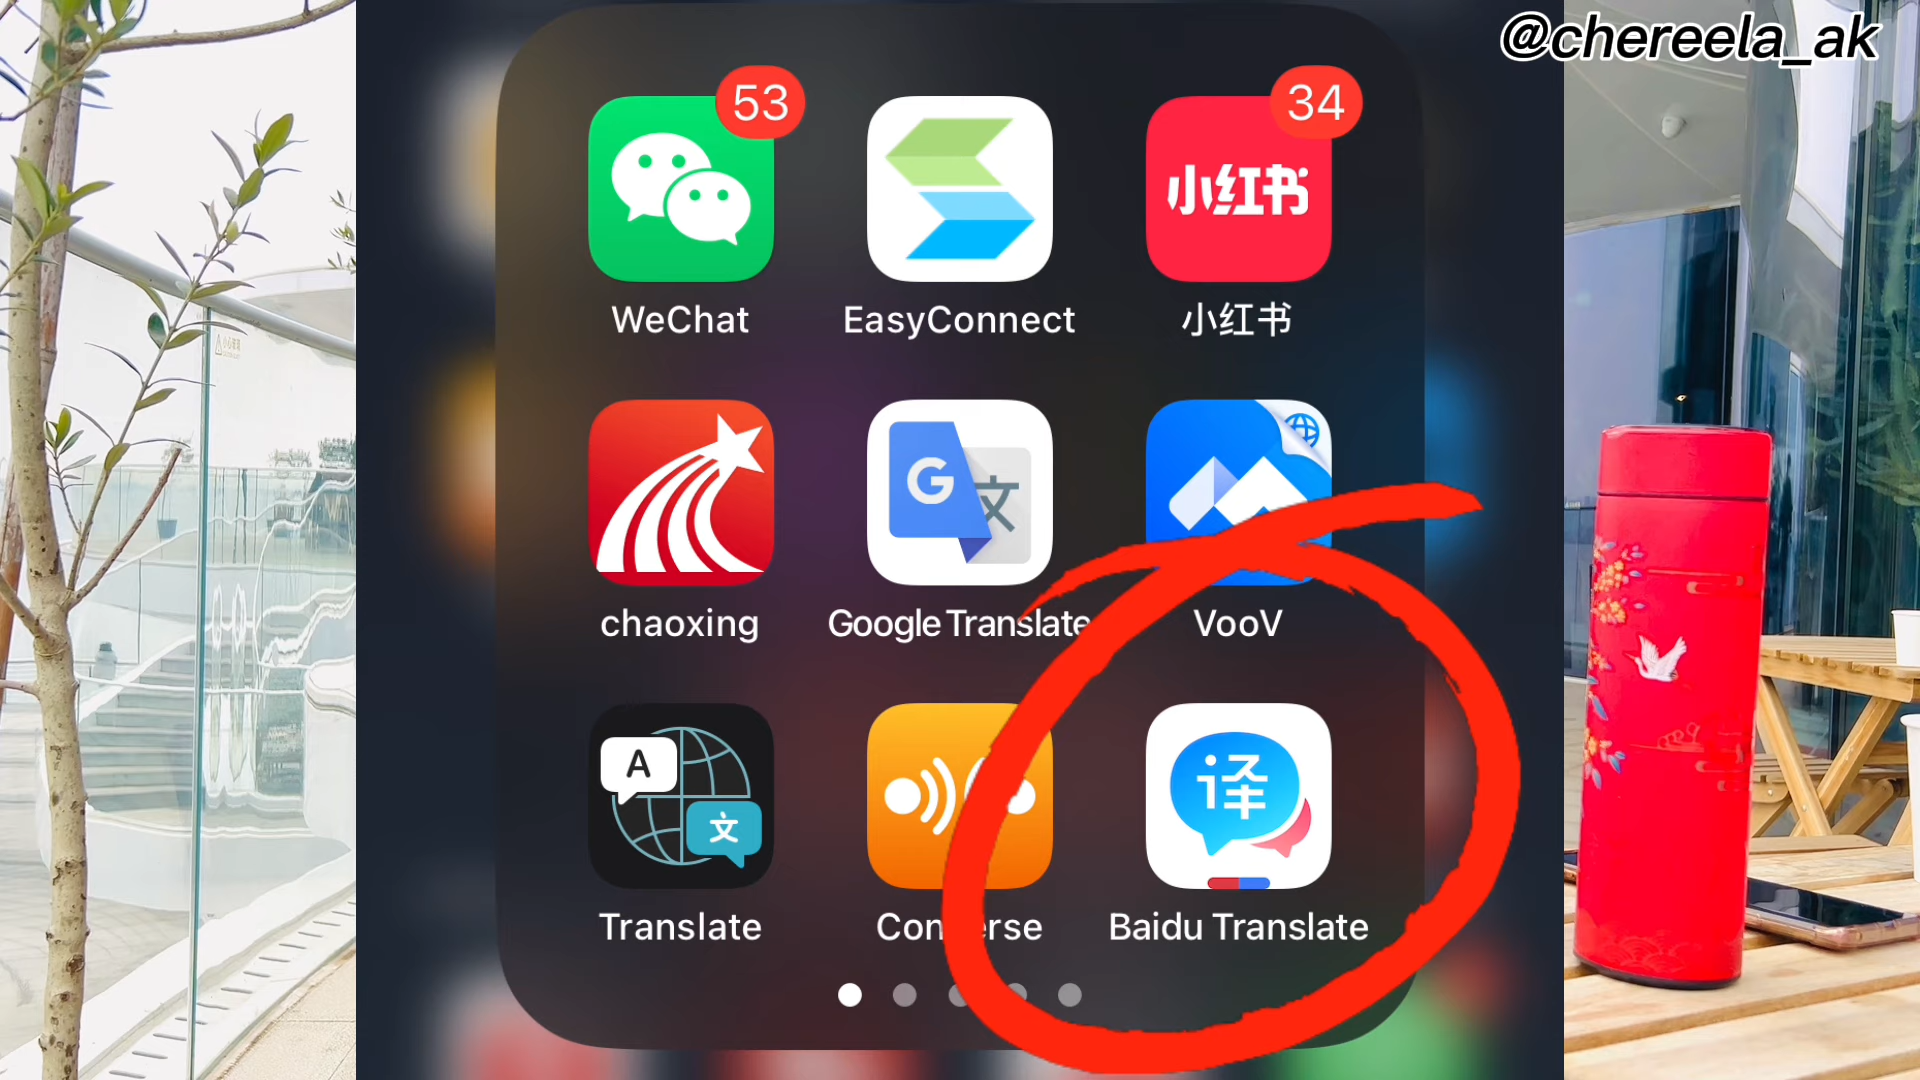 @chereela_ak
53
34
小红书
WeChat
EasyConnect
小红书
G 文
chaoxing
Google Translate
VooV
A
文
译
Translate
Converse
Baidu Translate